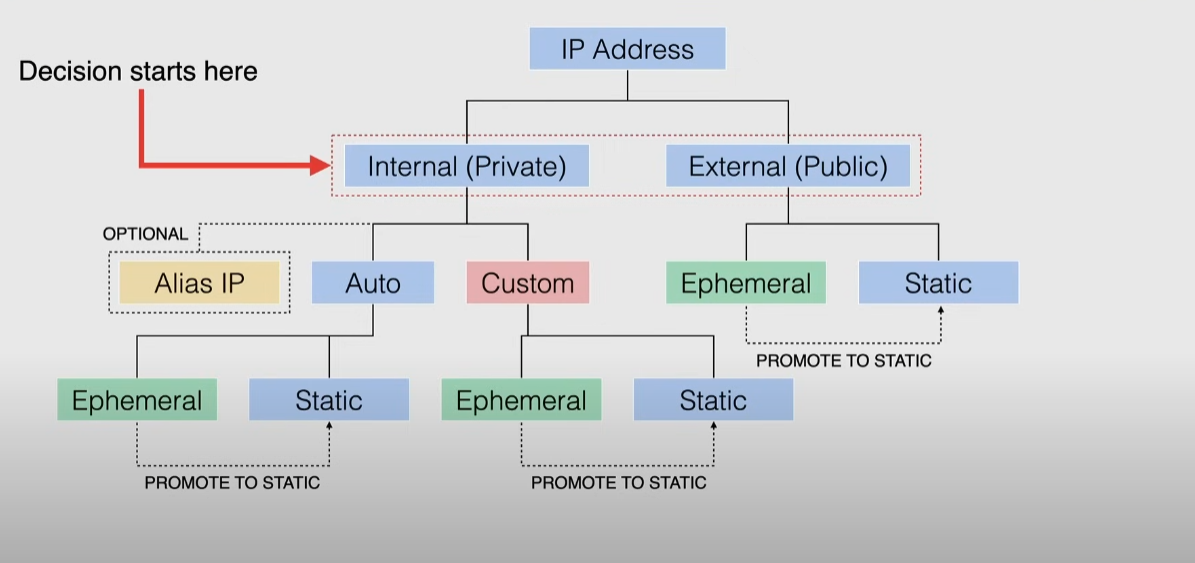 IP Address
Decision starts here
Internal (Private)
External (Public)
OPTIONAL
Alias IP
Auto
Custom
Ephemeral
Static
PROMOTE TO STATIC
Ephemeral
Static
Ephemeral
Static
PROMOTE TO STATIC
PROMOTE TO STATIC